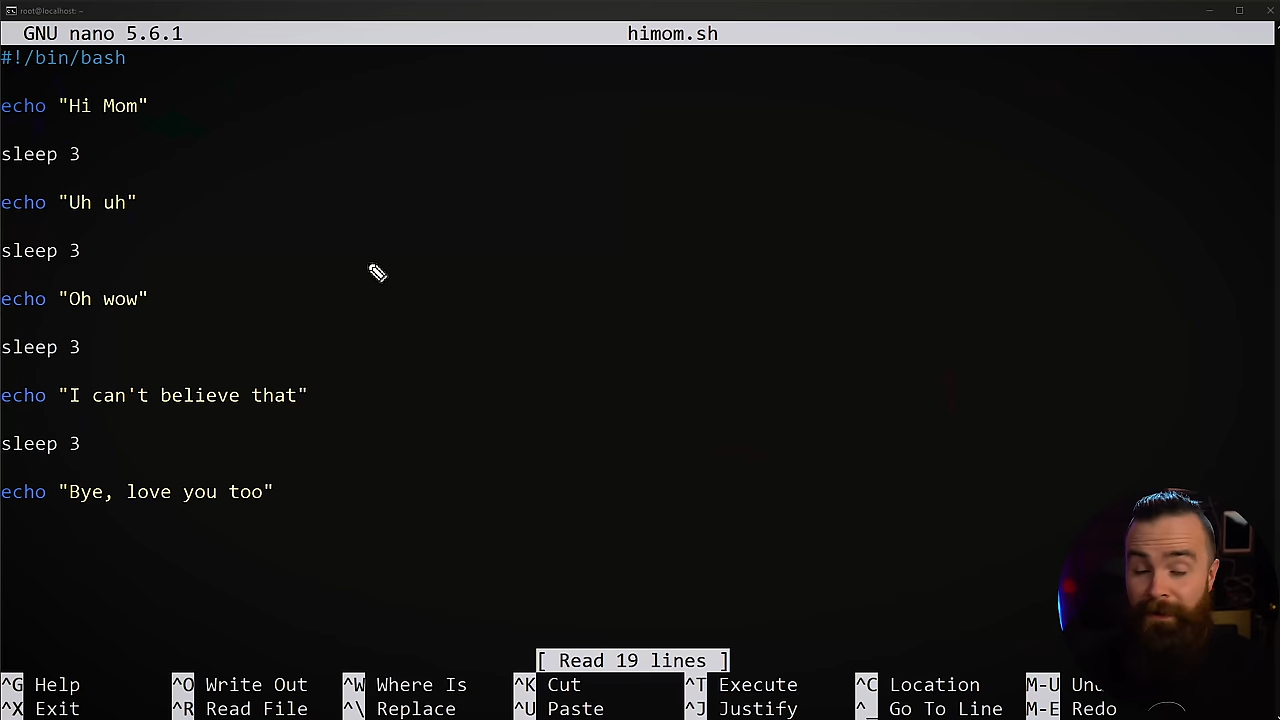 root@localhost: ~
GNU nano 5.6.1 himom.sh
#!/bin/bash
echo "Hi Mom"
sleep 3
echo "Uh uh"
sleep 3
echo "Oh wow"
sleep 3
echo "I can't believe that"
sleep 3
echo "Bye, love you too"
[ Read 19 lines ]
^G Help ^O Write Out ^W Where Is ^K Cut ^T Execute ^C Location M-U
^X Exit ^R Read File ^\ Replace ^U Paste ^J Justify ^_ Go To Line M-E Redo